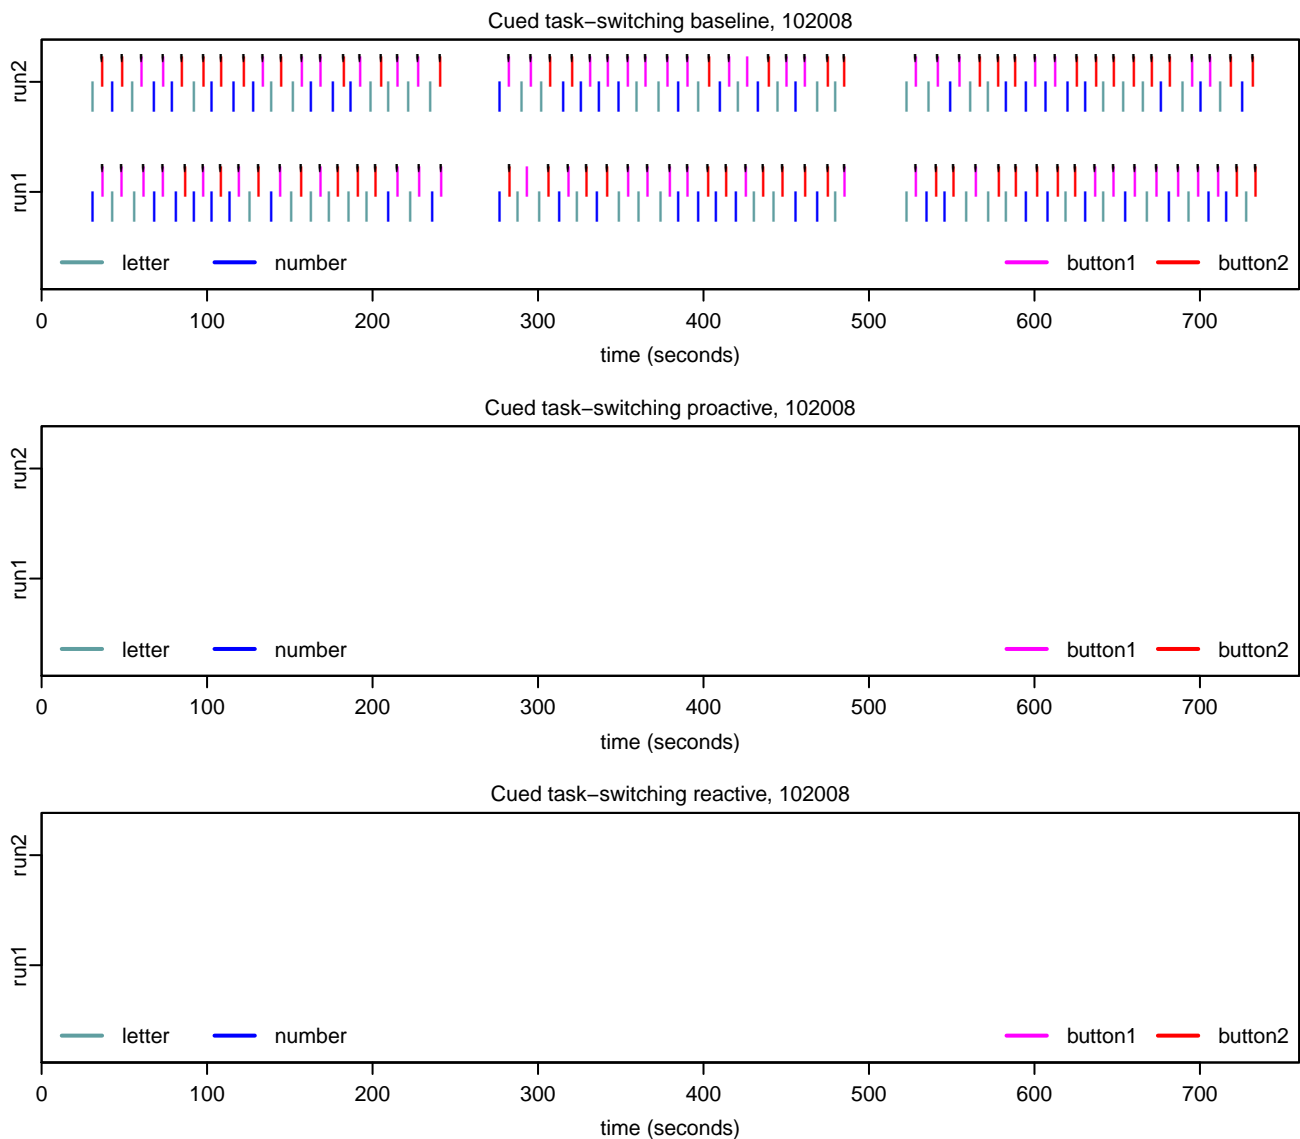 Cued task−switching baseline, 102008
run2
run1
letter number button1 button2
0 100 200 300 400 500 600 700
time (seconds)
Cued task−switching proactive, 102008
run2
run1
letter number button1 button2
0 100 200 300 400 500 600 700
time (seconds)
Cued task−switching reactive, 102008
run2
run1
letter number button1 button2
0 100 200 300 400 500 600 700
time (seconds)